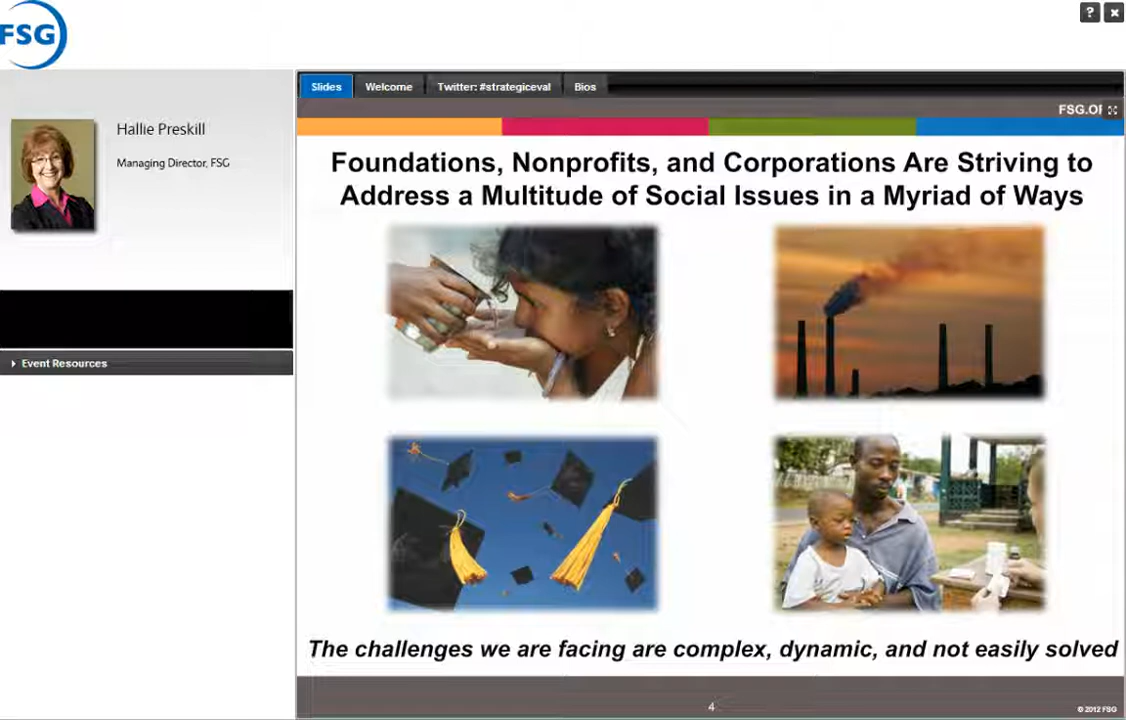 FSG
Hallie Preskill
Managing Director, FSG
Event Resources
Slides
Welcome
Twitter: #strategiceval
Bios
FSG.OR
Foundations, Nonprofits, and Corporations Are Striving to
Address a Multitude of Social Issues in a Myriad of Ways
The challenges we are facing are complex, dynamic, and not easily solved
4
© 2012 FSG